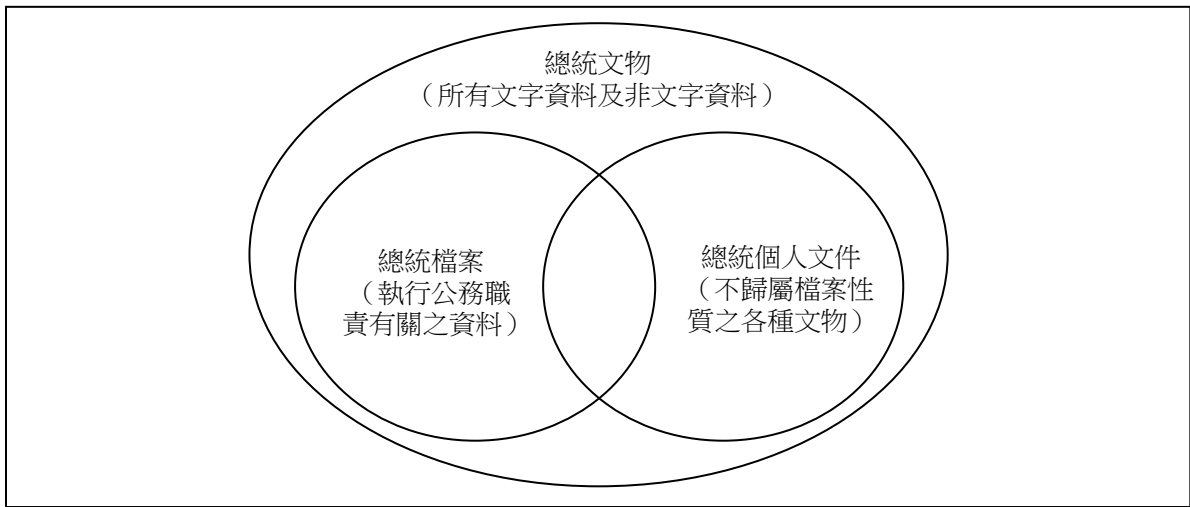 總統文物
（所有文字資料及非文字資料）
總統檔案
（執行公務職
責有關之資料）
總統個人文件
（不歸屬檔案性
質之各種文物）